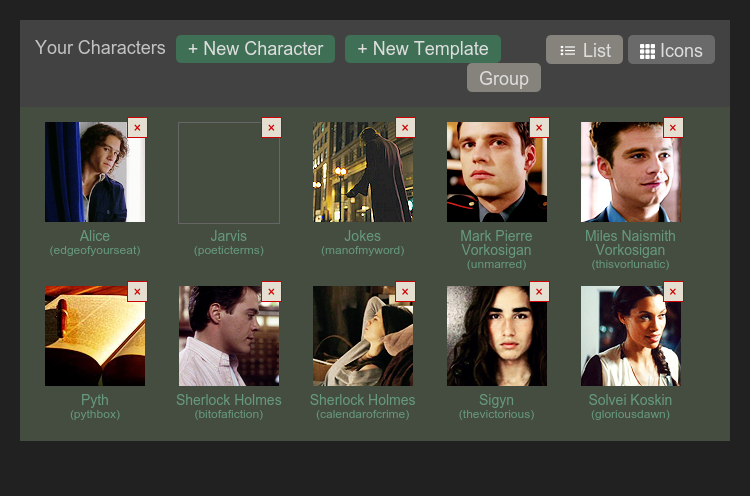 Your Characters
+ New Character
+ New Template
List
Icons
Group
×
×
×
×
×
Alice
(edgeofyourseat)
Jarvis
(poeticterms)
Jokes
(manofmyword)
Mark Pierre
Vorkosigan
(unmarred)
Miles Naismith
Vorkosigan
(thisvorlunatic)
×
×
×
×
×
Pyth
(pythbox)
Sherlock Holmes
(bitofafiction)
Sherlock Holmes
(calendarofcrime)
Sigyn
(thevictorious)
Solvei Koskin
(gloriousdawn)